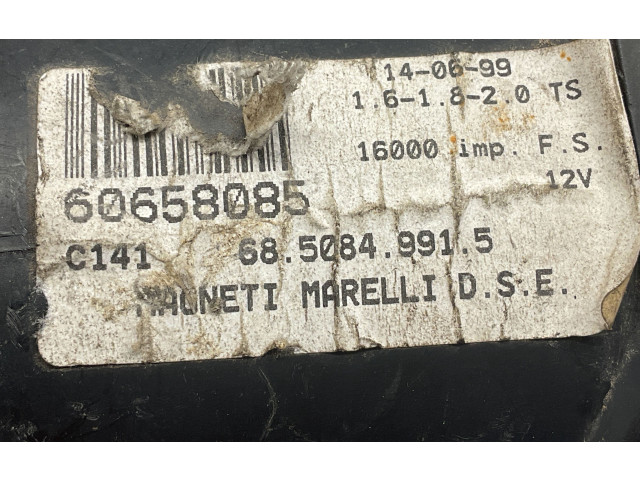 14-06-99
1.6-1.8-2.0 TS
16000 imp. F.S.
12V
60658085
C141 68.5084.991.5
MAGNETI MARELLI D.S.E.